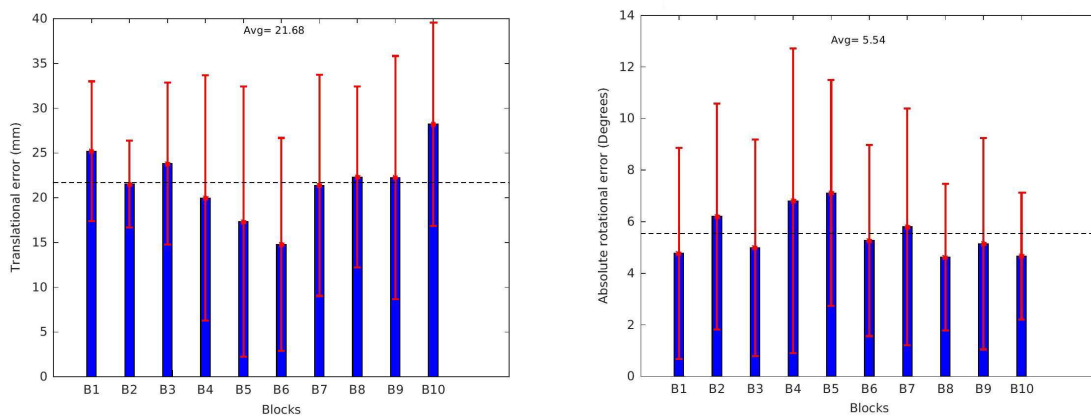 Avg= 21.68
Translational error (mm)
40
35
30
25
20
15
10
5
0
B1 B2 B3 B4 B5 B6 B7 B8 B9 B10
Blocks
Avg= 5.54
Absolute rotational error (Degrees)
14
12
10
8
6
4
2
0
B1 B2 B3 B4 B5 B6 B7 B8 B9 B10
Blocks